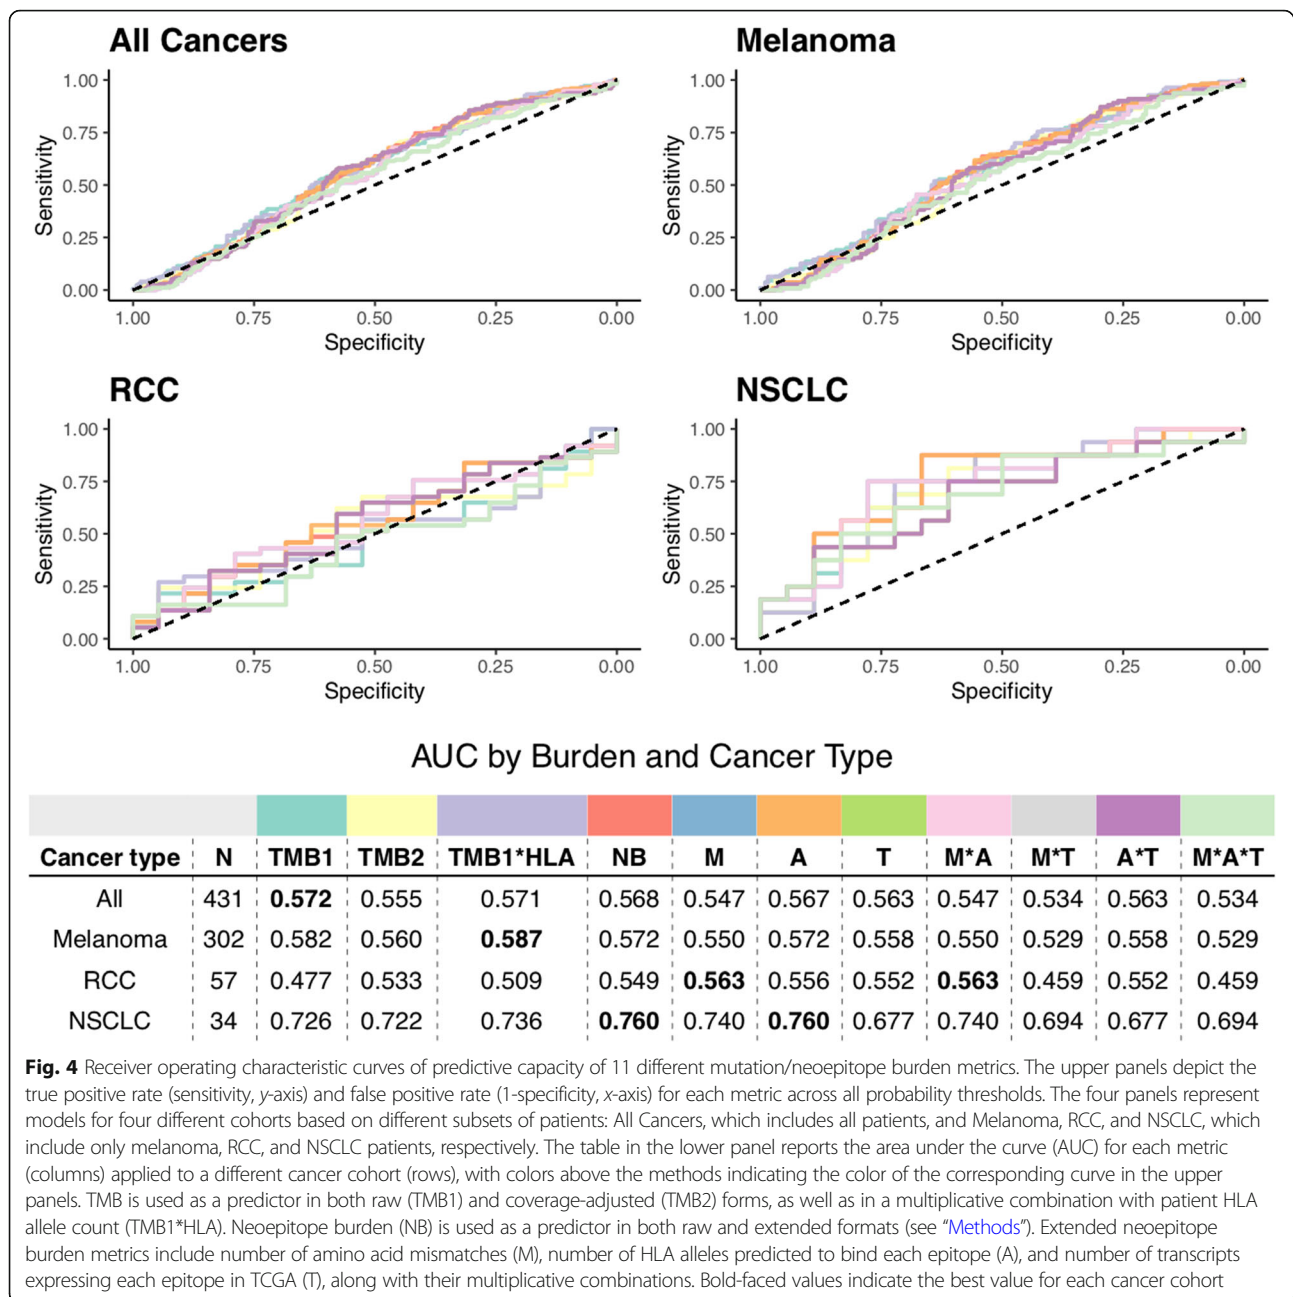 All Cancers
1.00
0.75
0.50
0.25
0.00
Sensitivity
1.00 0.75 0.50 0.25 0.00
Specificity
Melanoma
1.00
0.75
0.50
0.25
0.00
Sensitivity
1.00 0.75 0.50 0.25 0.00
Specificity
RCC
1.00
0.75
0.50
0.25
0.00
Sensitivity
1.00 0.75 0.50 0.25 0.00
Specificity
NSCLC
1.00
0.75
0.50
0.25
0.00
Sensitivity
1.00 0.75 0.50 0.25 0.00
Specificity
AUC by Burden and Cancer Type
Cancer type N TMB1 TMB2 TMB1*HLA NB M A T M*A M*T A*T M*A*T
All 431 0.572 0.555 0.571 0.568 0.547 0.567 0.563 0.547 0.534 0.563 0.534
Melanoma 302 0.582 0.560 0.587 0.572 0.550 0.572 0.558 0.550 0.529 0.558 0.529
RCC 57 0.477 0.533 0.509 0.549 0.563 0.556 0.552 0.563 0.459 0.552 0.459
NSCLC 34 0.726 0.722 0.736 0.760 0.740 0.760 0.677 0.740 0.694 0.677 0.694
Fig. 4 Receiver operating characteristic curves of predictive capacity of 11 different mutation/neoepitope burden metrics. The upper panels depict the
true positive rate (sensitivity, y-axis) and false positive rate (1-specificity, x-axis) for each metric across all probability thresholds. The four panels represent
models for four different cohorts based on different subsets of patients: All Cancers, which includes all patients, and Melanoma, RCC, and NSCLC, which
include only melanoma, RCC, and NSCLC patients, respectively. The table in the lower panel reports the area under the curve (AUC) for each metric
(columns) applied to a different cancer cohort (rows), with colors above the methods indicating the color of the corresponding curve in the upper
panels. TMB is used as a predictor in both raw (TMB1) and coverage-adjusted (TMB2) forms, as well as in a multiplicative combination with patient HLA
allele count (TMB1*HLA). Neoepitope burden (NB) is used as a predictor in both raw and extended formats (see “Methods”). Extended neoepitope
burden metrics include number of amino acid mismatches (M), number of HLA alleles predicted to bind each epitope (A), and number of transcripts
expressing each epitope in TCGA (T), along with their multiplicative combinations. Bold-faced values indicate the best value for each cancer cohort